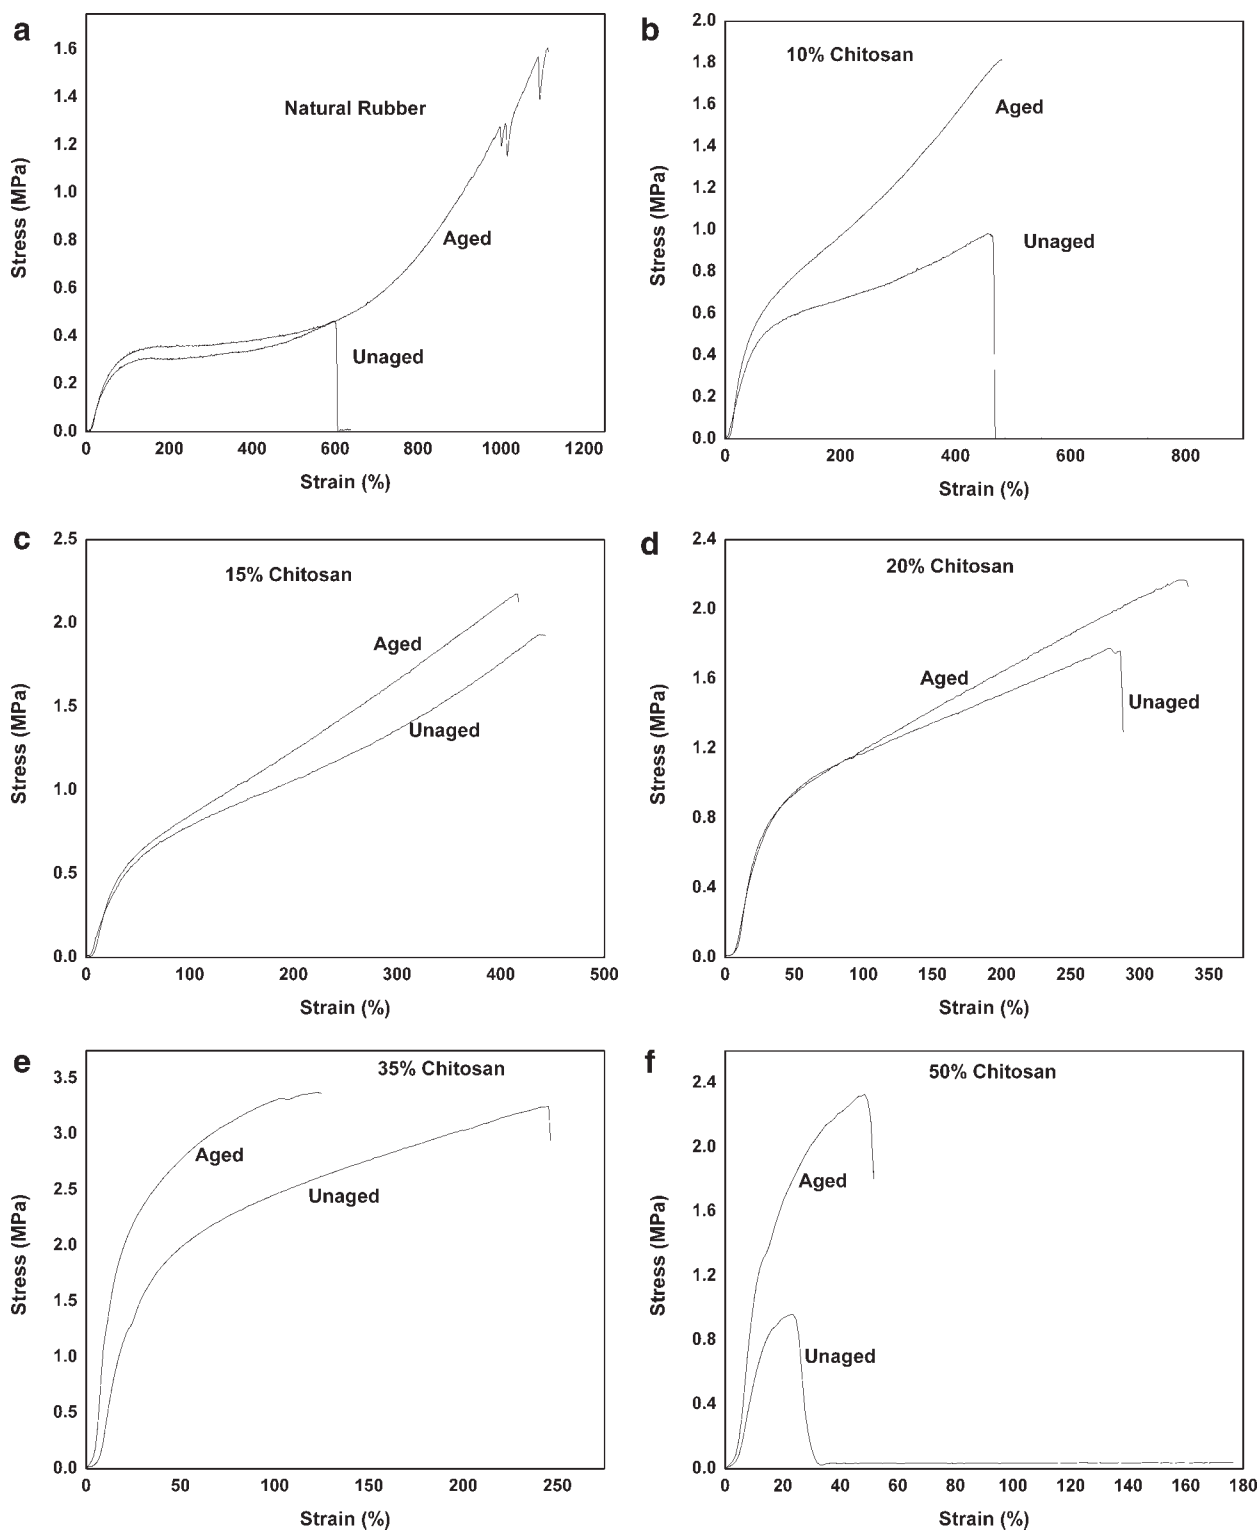 a
Stress (MPa)
1.6
1.4
1.2
1.0
0.8
0.6
0.4
0.2
0.0
Natural Rubber
Aged
Unaged
0 200 400 600 800 1000 1200
Strain (%)
b
Stress (MPa)
2.0
1.8
1.6
1.4
1.2
1.0
0.8
0.6
0.4
0.2
0.0
10% Chitosan
Aged
Unaged
0 200 400 600 800
Strain (%)
c
Stress (MPa)
2.5
2.0
1.5
1.0
0.5
0.0
15% Chitosan
Aged
Unaged
0 100 200 300 400 500
Strain (%)
d
Stress (MPa)
2.4
2.0
1.6
1.2
0.8
0.4
0.0
20% Chitosan
Aged
Unaged
0 50 100 150 200 250 300 350
Strain (%)
e
Stress (MPa)
3.5
3.0
2.5
2.0
1.5
1.0
0.5
0.0
35% Chitosan
Aged
Unaged
0 50 100 150 200 250
Strain (%)
f
Stress (MPa)
2.4
2.0
1.6
1.2
0.8
0.4
0.0
50% Chitosan
Aged
Unaged
0 20 40 60 80 100 120 140 160 180
Strain (%)